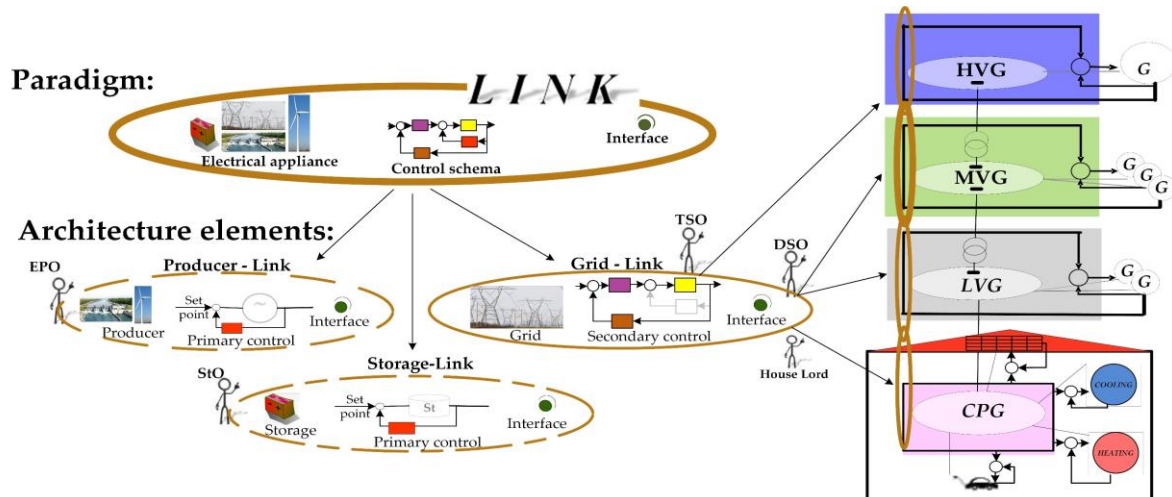 Paradigm:
LINK
Electrical appliance
Control schema
Interface
Architecture elements:
EPO
Producer - Link
Set
point
Producer
Primary control
Interface
StO
Storage-Link
Set
point
St
Storage
Primary control
Interface
TSO
DSO
Grid - Link
Grid
Secondary control
Interface
House Lord
HVG
G
MVG
G
G
G
LVG
G
G
CPG
COOLING
HEATING